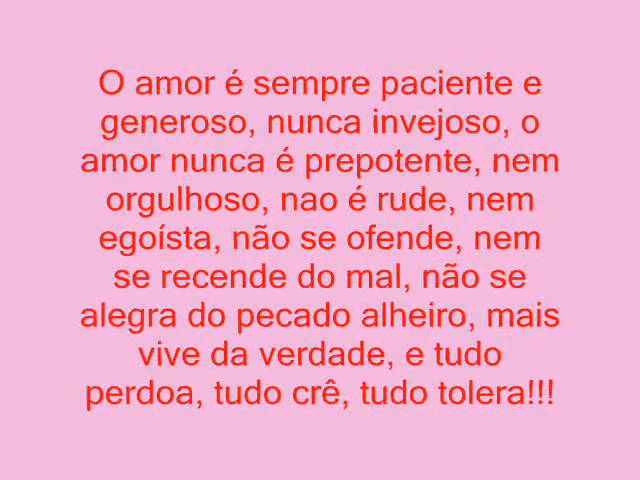 O amor é sempre paciente e
generoso, nunca invejoso, o
amor nunca é prepotente, nem
orgulhoso, nao é rude, nem
egoísta, não se ofende, nem
se recende do mal, não se
alegra do pecado alheiro, mais
vive da verdade, e tudo
perdoa, tudo crê, tudo tolera!!!